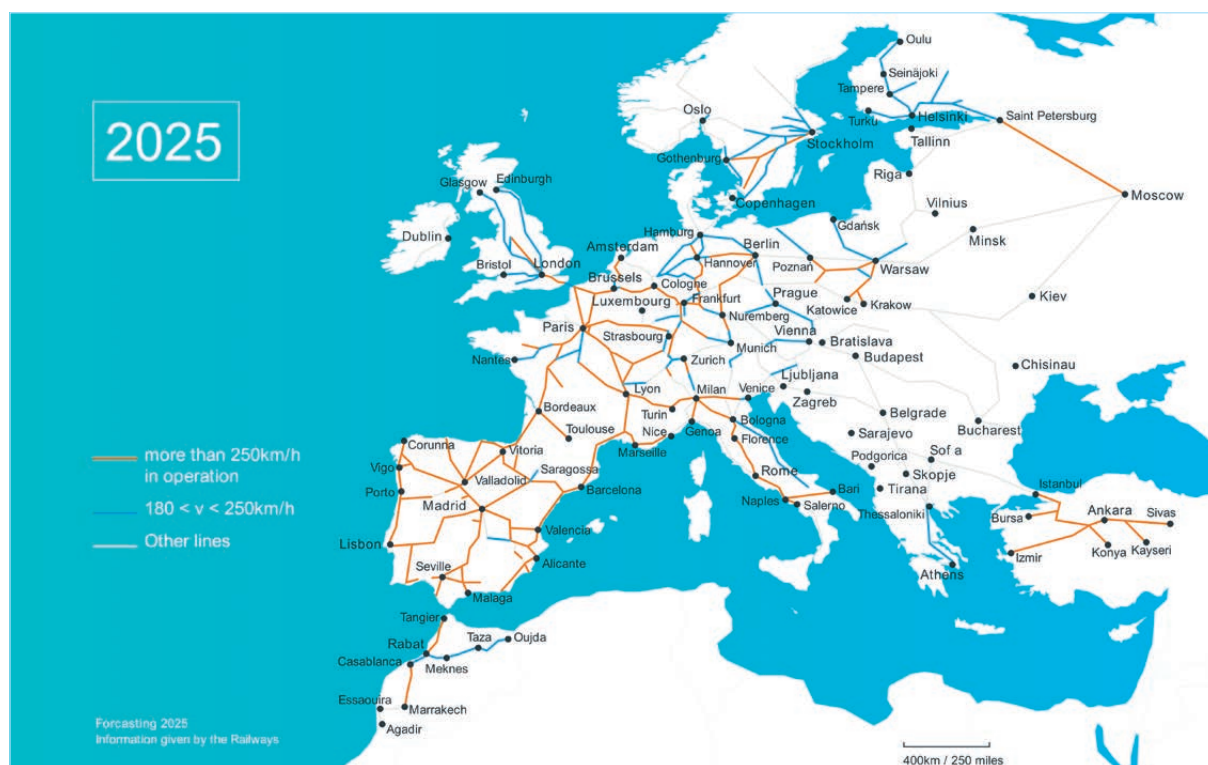 2025
more than 250km/h
in operation
180 < v < 250km/h
Other lines
Forcasting 2025
Information given by the Railways
400km / 250 miles
Oulu
Seinäjoki
Tampere
Turku
Helsinki
Saint Petersburg
Tallinn
Oslo
Stockholm
Gothenburg
Riga
Moscow
Glasgow
Edinburgh
Copenhagen
Vilnius
Gdańsk
Minsk
Dublin
Hamburg
Amsterdam
Berlin
Bristol
London
Hannover
Poznań
Warsaw
Brussels
Cologne
Luxembourg
Frankfurt
Prague
Katowice
Krakow
Kiev
Paris
Nuremberg
Strasbourg
Vienna
Bratislava
Munich
Budapest
Nantes
Zurich
Chisinau
Ljubljana
Lyon
Milan
Venice
Zagreb
Bordeaux
Turin
Belgrade
Toulouse
Nice
Genoa
Bologna
Bucharest
Corunna
Marseille
Florence
Sarajevo
Vitoria
Sof a
Podgorica
Vigo
Saragossa
Rome
Skopje
Valladolid
Barcelona
Tirana
Istanbul
Porto
Madrid
Naples
Bari
Salerno
Thessaloniki
Bursa
Ankara
Sivas
Valencia
Lisbon
Izmir
Konya
Kayseri
Seville
Alicante
Athens
Malaga
Tangier
Rabat
Taza
Oujda
Casablanca
Meknes
Essaouira
Marrakech
Agadir